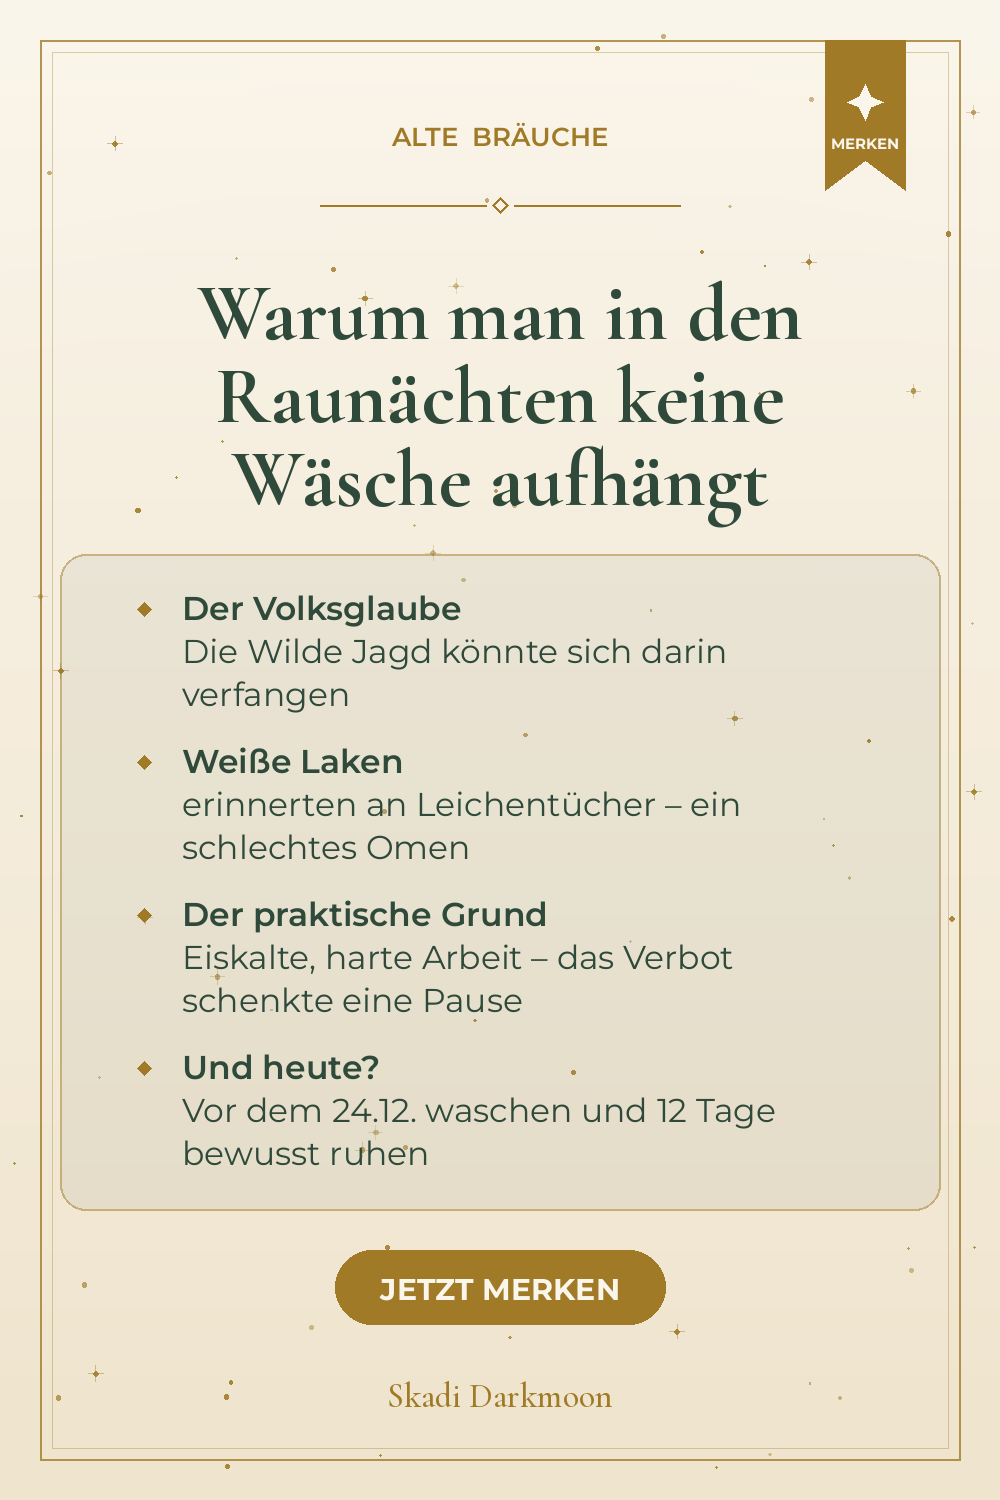 ALTE BRÄUCHE
MERKEN
Warum man in den
Raunächten keine
Wäsche aufhängt
Der Volksglaube
Die Wilde Jagd könnte sich darin
verfangen
Weiße Laken
erinnerten an Leichentücher – ein
schlechtes Omen
Der praktische Grund
Eiskalte, harte Arbeit – das Verbot
schenkte eine Pause
Und heute?
Vor dem 24.12. waschen und 12 Tage
bewusst ruhen
JETZT MERKEN
Skadi Darkmoon